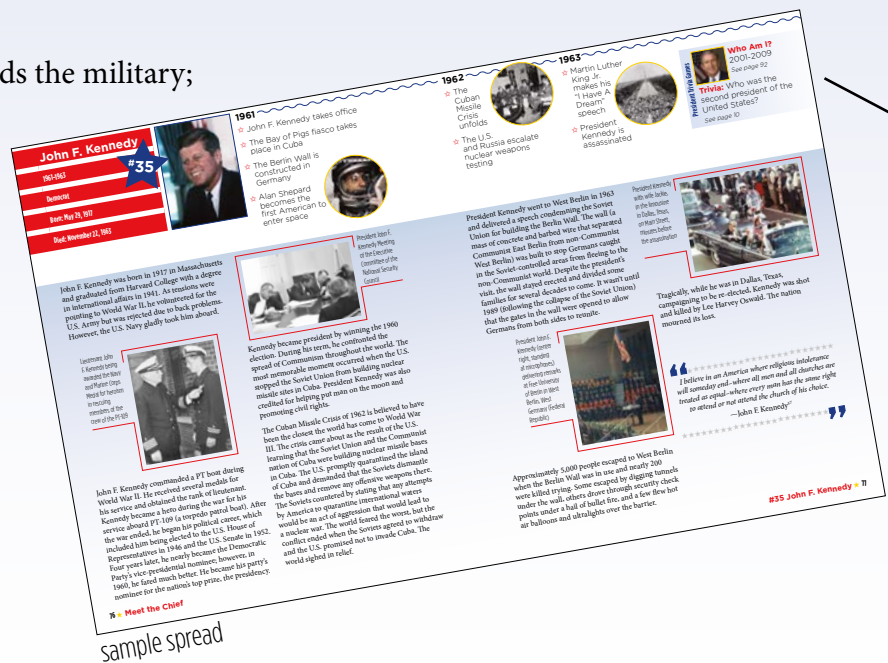 ds the military;
John F. Kennedy
#35
1961-1963
Democrat
Born: May 29, 1917
Died: November 22, 1963
1961
☆ John F. Kennedy takes office
☆ The Bay of Pigs fiasco takes
place in Cuba
☆ The Berlin Wall is
constructed in
Germany
☆ Alan Shepard
becomes the
first American to
enter space
1962
☆ The
Cuban
Missile
Crisis
unfolds
☆ The U.S.
and Russia escalate
nuclear weapons
testing
1963
☆ Martin Luther
King Jr.
makes his
"I Have A
Dream"
speech
☆ President
Kennedy is
assassinated
President Trivia Games
Who Am I?
2001-2009
See page 92
Trivia: Who was the
second president of the
United States?
See page 10
John F. Kennedy was born in 1917 in Massachusetts
and graduated from Harvard College with a degree
in international affairs in 1941. As tensions were
pointing to World War II, he volunteered for the
U.S. Army but was rejected due to back problems.
However, the U.S. Navy gladly took him aboard.
Lieutenant John
F. Kennedy being
awarded the Navy
and Marine Corps
Medal for heroism
in rescuing
members of the
crew of the PT-109
John F. Kennedy commanded a PT boat during
World War II. He received several medals for
his service and obtained the rank of lieutenant.
Kennedy became a hero during the war for his
service aboard PT-109 (a torpedo patrol boat). After
the war ended, he began his political career, which
included him being elected to the U.S. House of
Representatives in 1946 and the U.S. Senate in 1952.
Four years later, he nearly became the Democratic
Party's vice-presidential nominee; however, in
1960, he fared much better. He became his party's
nominee for the nation's top prize, the presidency.
President John F.
Kennedy Meeting
of the Executive
Committee of the
National Security
Council
Kennedy became president by winning the 1960
election. During his term, he confronted the
spread of Communism throughout the world. The
most memorable moment occurred when the U.S.
stopped the Soviet Union from building nuclear
missile sites in Cuba. President Kennedy was also
credited for helping put man on the moon and
promoting civil rights.
The Cuban Missile Crisis of 1962 is believed to have
been the closest the world has come to World War
III. The crisis came about as the result of the U.S.
learning that the Soviet Union and the Communist
nation of Cuba were building nuclear missile bases
in Cuba. The U.S. promptly quarantined the island
of Cuba and demanded that the Soviets dismantle
the bases and remove any offensive weapons there.
The Soviets countered by stating that any attempts
by America to quarantine international waters
would be an act of aggression that would lead to
a nuclear war. The world feared the worst, but the
conflict ended when the Soviets agreed to withdraw
and the U.S. promised not to invade Cuba. The
world sighed in relief.
President Kennedy went to West Berlin in 1963
and delivered a speech condemning the Soviet
Union for building the Berlin Wall. The wall (a
mass of concrete and barbed wire that separated
Communist East Berlin from non-Communist
West Berlin) was built to stop Germans caught
in the Soviet-controlled areas from fleeing to the
non-Communist world. Despite the president's
visit, the wall stayed erected and divided some
families for several decades to come. It wasn't until
1989 (following the collapse of the Soviet Union)
that the gates in the wall were opened to allow
Germans from both sides to reunite.
President John F.
Kennedy (center
right, standing
at microphones)
delivered remarks
at Free University
of Berlin in West
Berlin, West
Germany (Federal
Republic)
Approximately 5,000 people escaped to West Berlin
when the Berlin Wall was in use and nearly 200
were killed trying. Some escaped by digging tunnels
under the wall, others drove through security check
points under a hail of bullet fire, and a few flew hot
air balloons and ultralights over the barrier.
President Kennedy
with wife Jackie,
in the limousine
in Dallas, Texas,
on Main Street,
minutes before
the assassination
Tragically, while he was in Dallas, Texas,
campaigning to be re-elected, Kennedy was shot
and killed by Lee Harvey Oswald. The nation
mourned its loss.
“
I believe in an America where religious intolerance
will someday end–where all men and all churches are
treated as equal–where every man has the same right
to attend or not attend the church of his choice.
—John F. Kennedy
”
76 ★ Meet the Chief
#35 John F. Kennedy ★ 77
sample spread